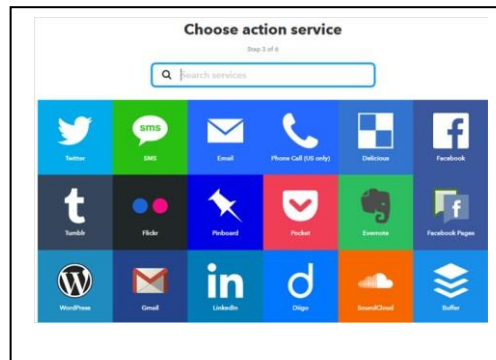 Choose action service
Step 3 of 6
Search services
Twitter SMS Email Phone Call (US only) Delicious Facebook
sms
Tumblr Flickr Pinboard Pocket Evernote Facebook Pages
WordPress Gmail LinkedIn Diigo SoundCloud Buffer